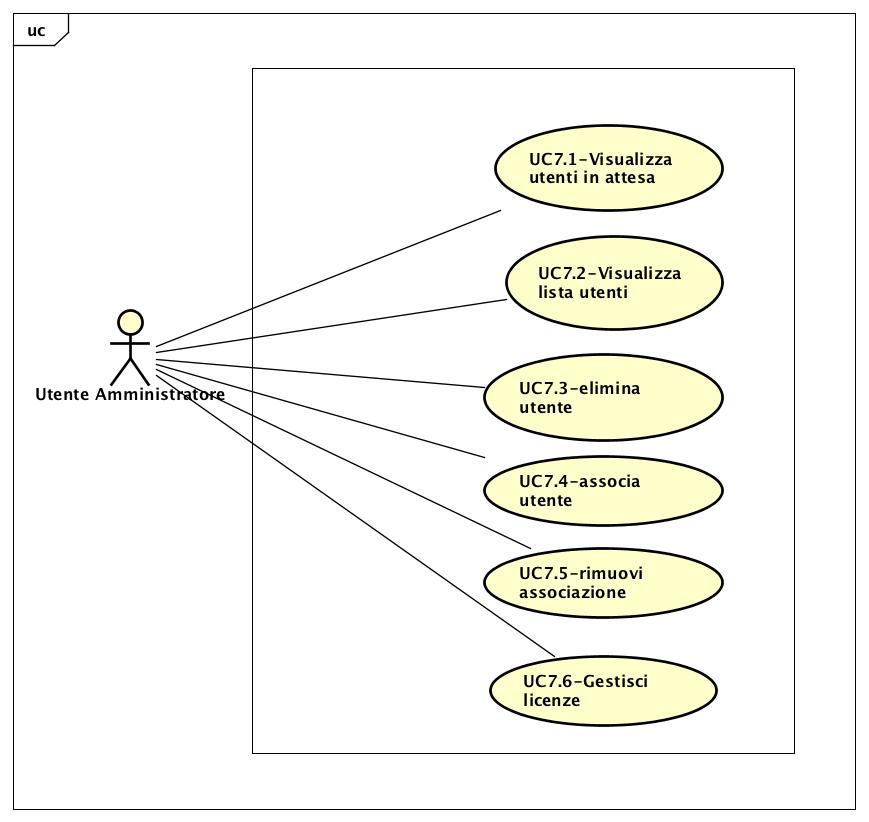 uc
UC7.1-Visualizza
utenti in attesa
UC7.2-Visualizza
lista utenti
Utente Amministratore
UC7.3-elimina
utente
UC7.4-associa
utente
UC7.5-rimuovi
associazione
UC7.6-Gestisci
licenze